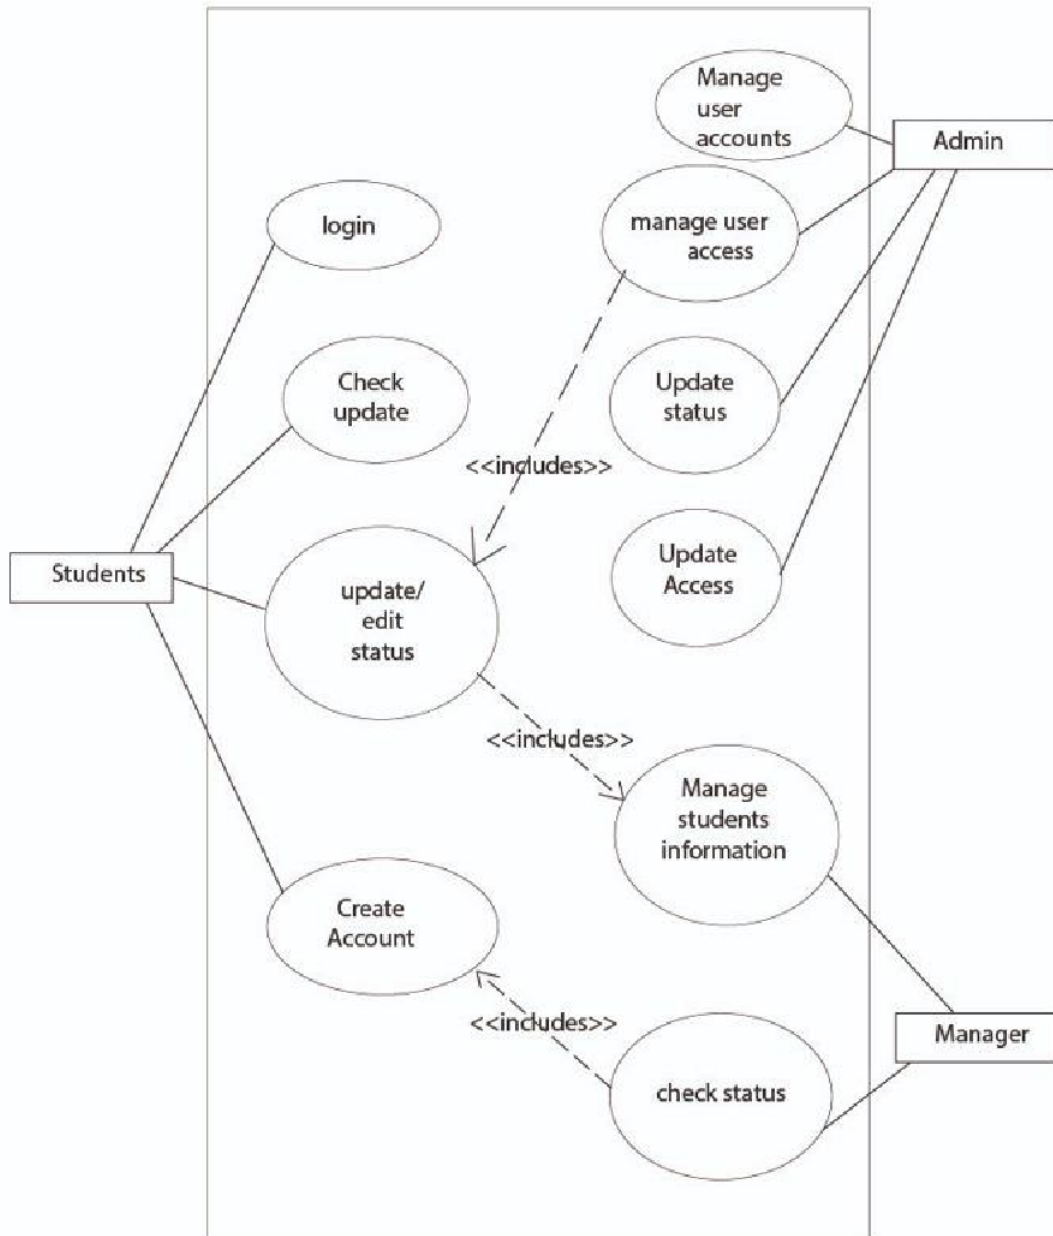 Manage
user
accounts
Admin
login
manage user
access
Check
update
Update
status
<<includes>>
Students
update/
edit
status
Update
Access
<<includes>>
Manage
students
information
Create
Account
<<includes>>
Manager
check status